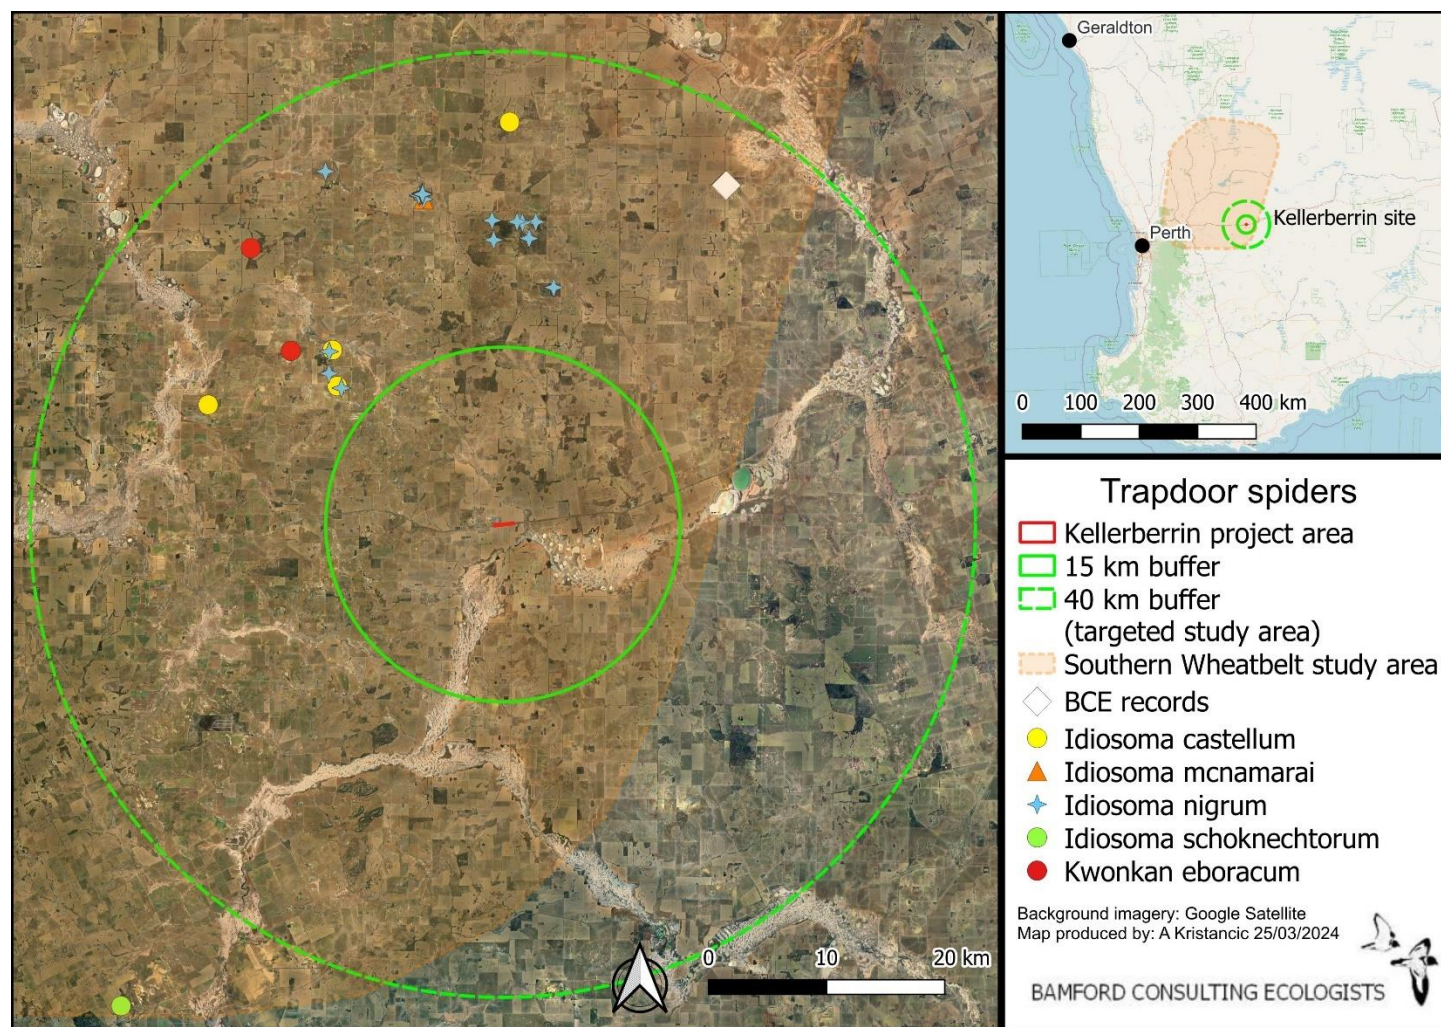 Geraldton
Perth
Kellerberrin site
0 100 200 300 400 km
0 10 20 km
Trapdoor spiders
Kellerberrin project area
15 km buffer
40 km buffer
(targeted study area)
Southern Wheatbelt study area
BCE records
Idiosoma castellum
Idiosoma mcnamarai
Idiosoma nigrum
Idiosoma schoknechtorum
Kwonkan eboracum
Background imagery: Google Satellite
Map produced by: A Kristancic 25/03/2024
BAMFORD CONSULTING ECOLOGISTS